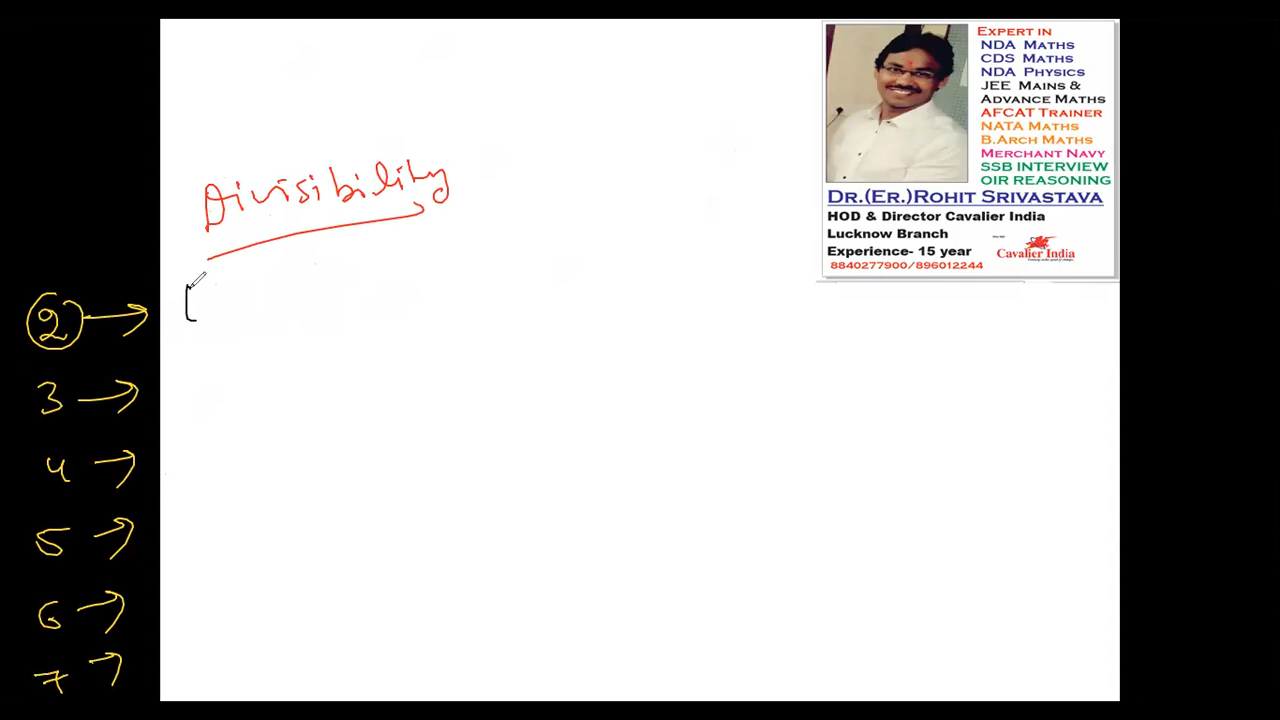 EXPERT IN
NDA MATHS
CDS MATHS
NDA PHYSICS
JEE MAINS &
ADVANCE MATHS
AFCAT TRAINER
NATA MATHS
B.ARCH MATHS
MERCHANT NAVY
SSB INTERVIEW
OIR REASONING
DR.(ER.)ROHIT SRIVASTAVA
HOD & Director Cavalier India
Lucknow Branch
Experience- 15 year
Cavalier India
8840277900/896012244
Divisibility
2 →
3 →
4 →
5 →
6 →
7 →